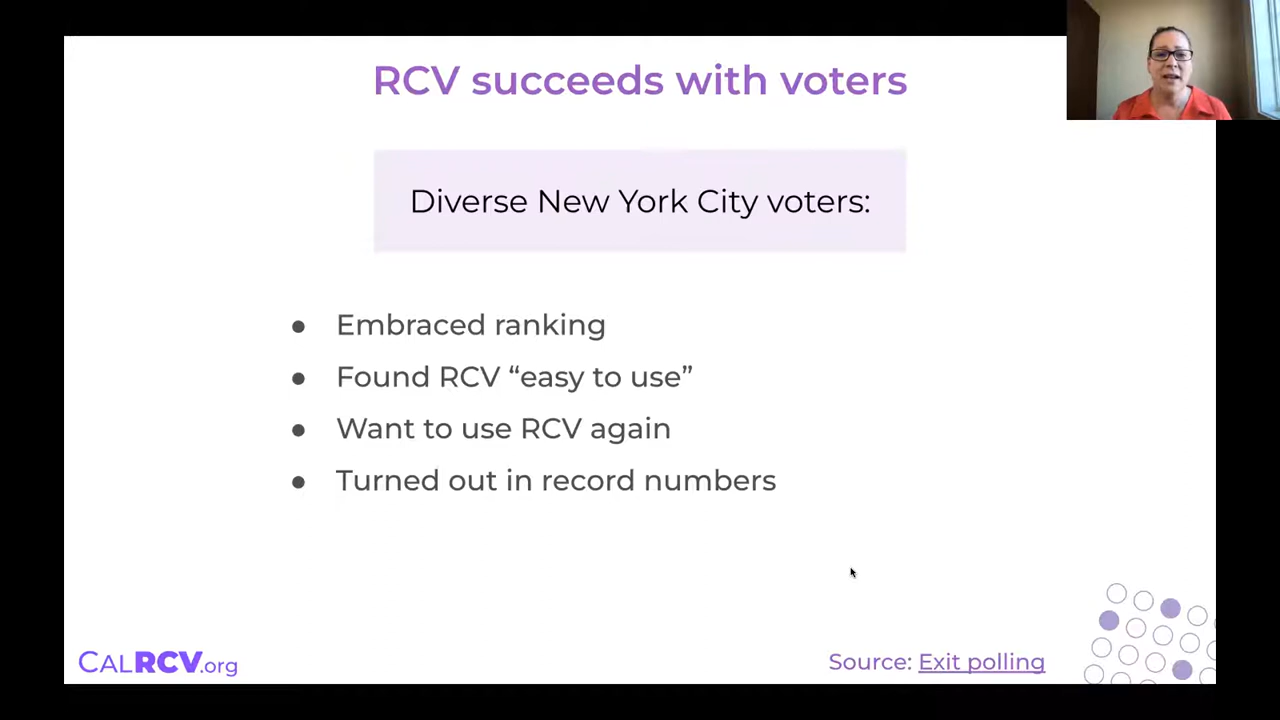 RCV succeeds with voters
Diverse New York City voters:
● Embraced ranking
● Found RCV “easy to use”
● Want to use RCV again
● Turned out in record numbers
CALRCV.org
Source: Exit polling